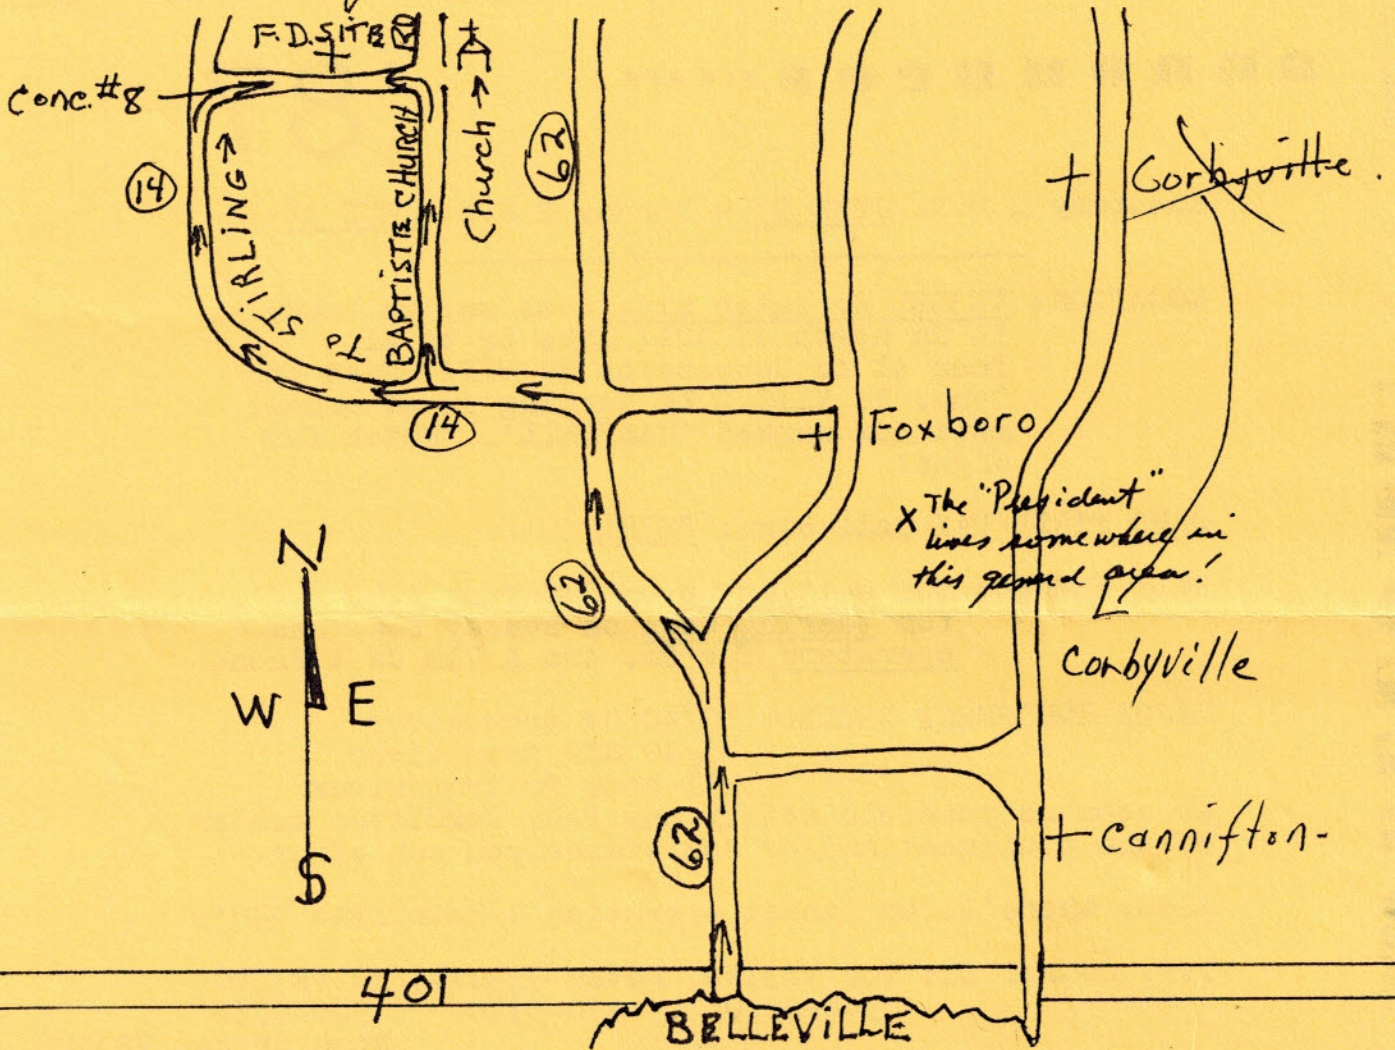 F.D. SITE RD
Conc. #8
14
STIRLING →
To
BAPTISTE CHURCH
Church →
62
Corbyville.
14
Foxboro
x The "President"
lives somewhere in
this general area!
62
N
W E
S
Corbyville
62
Cannifton-
401
BELLEVILLE